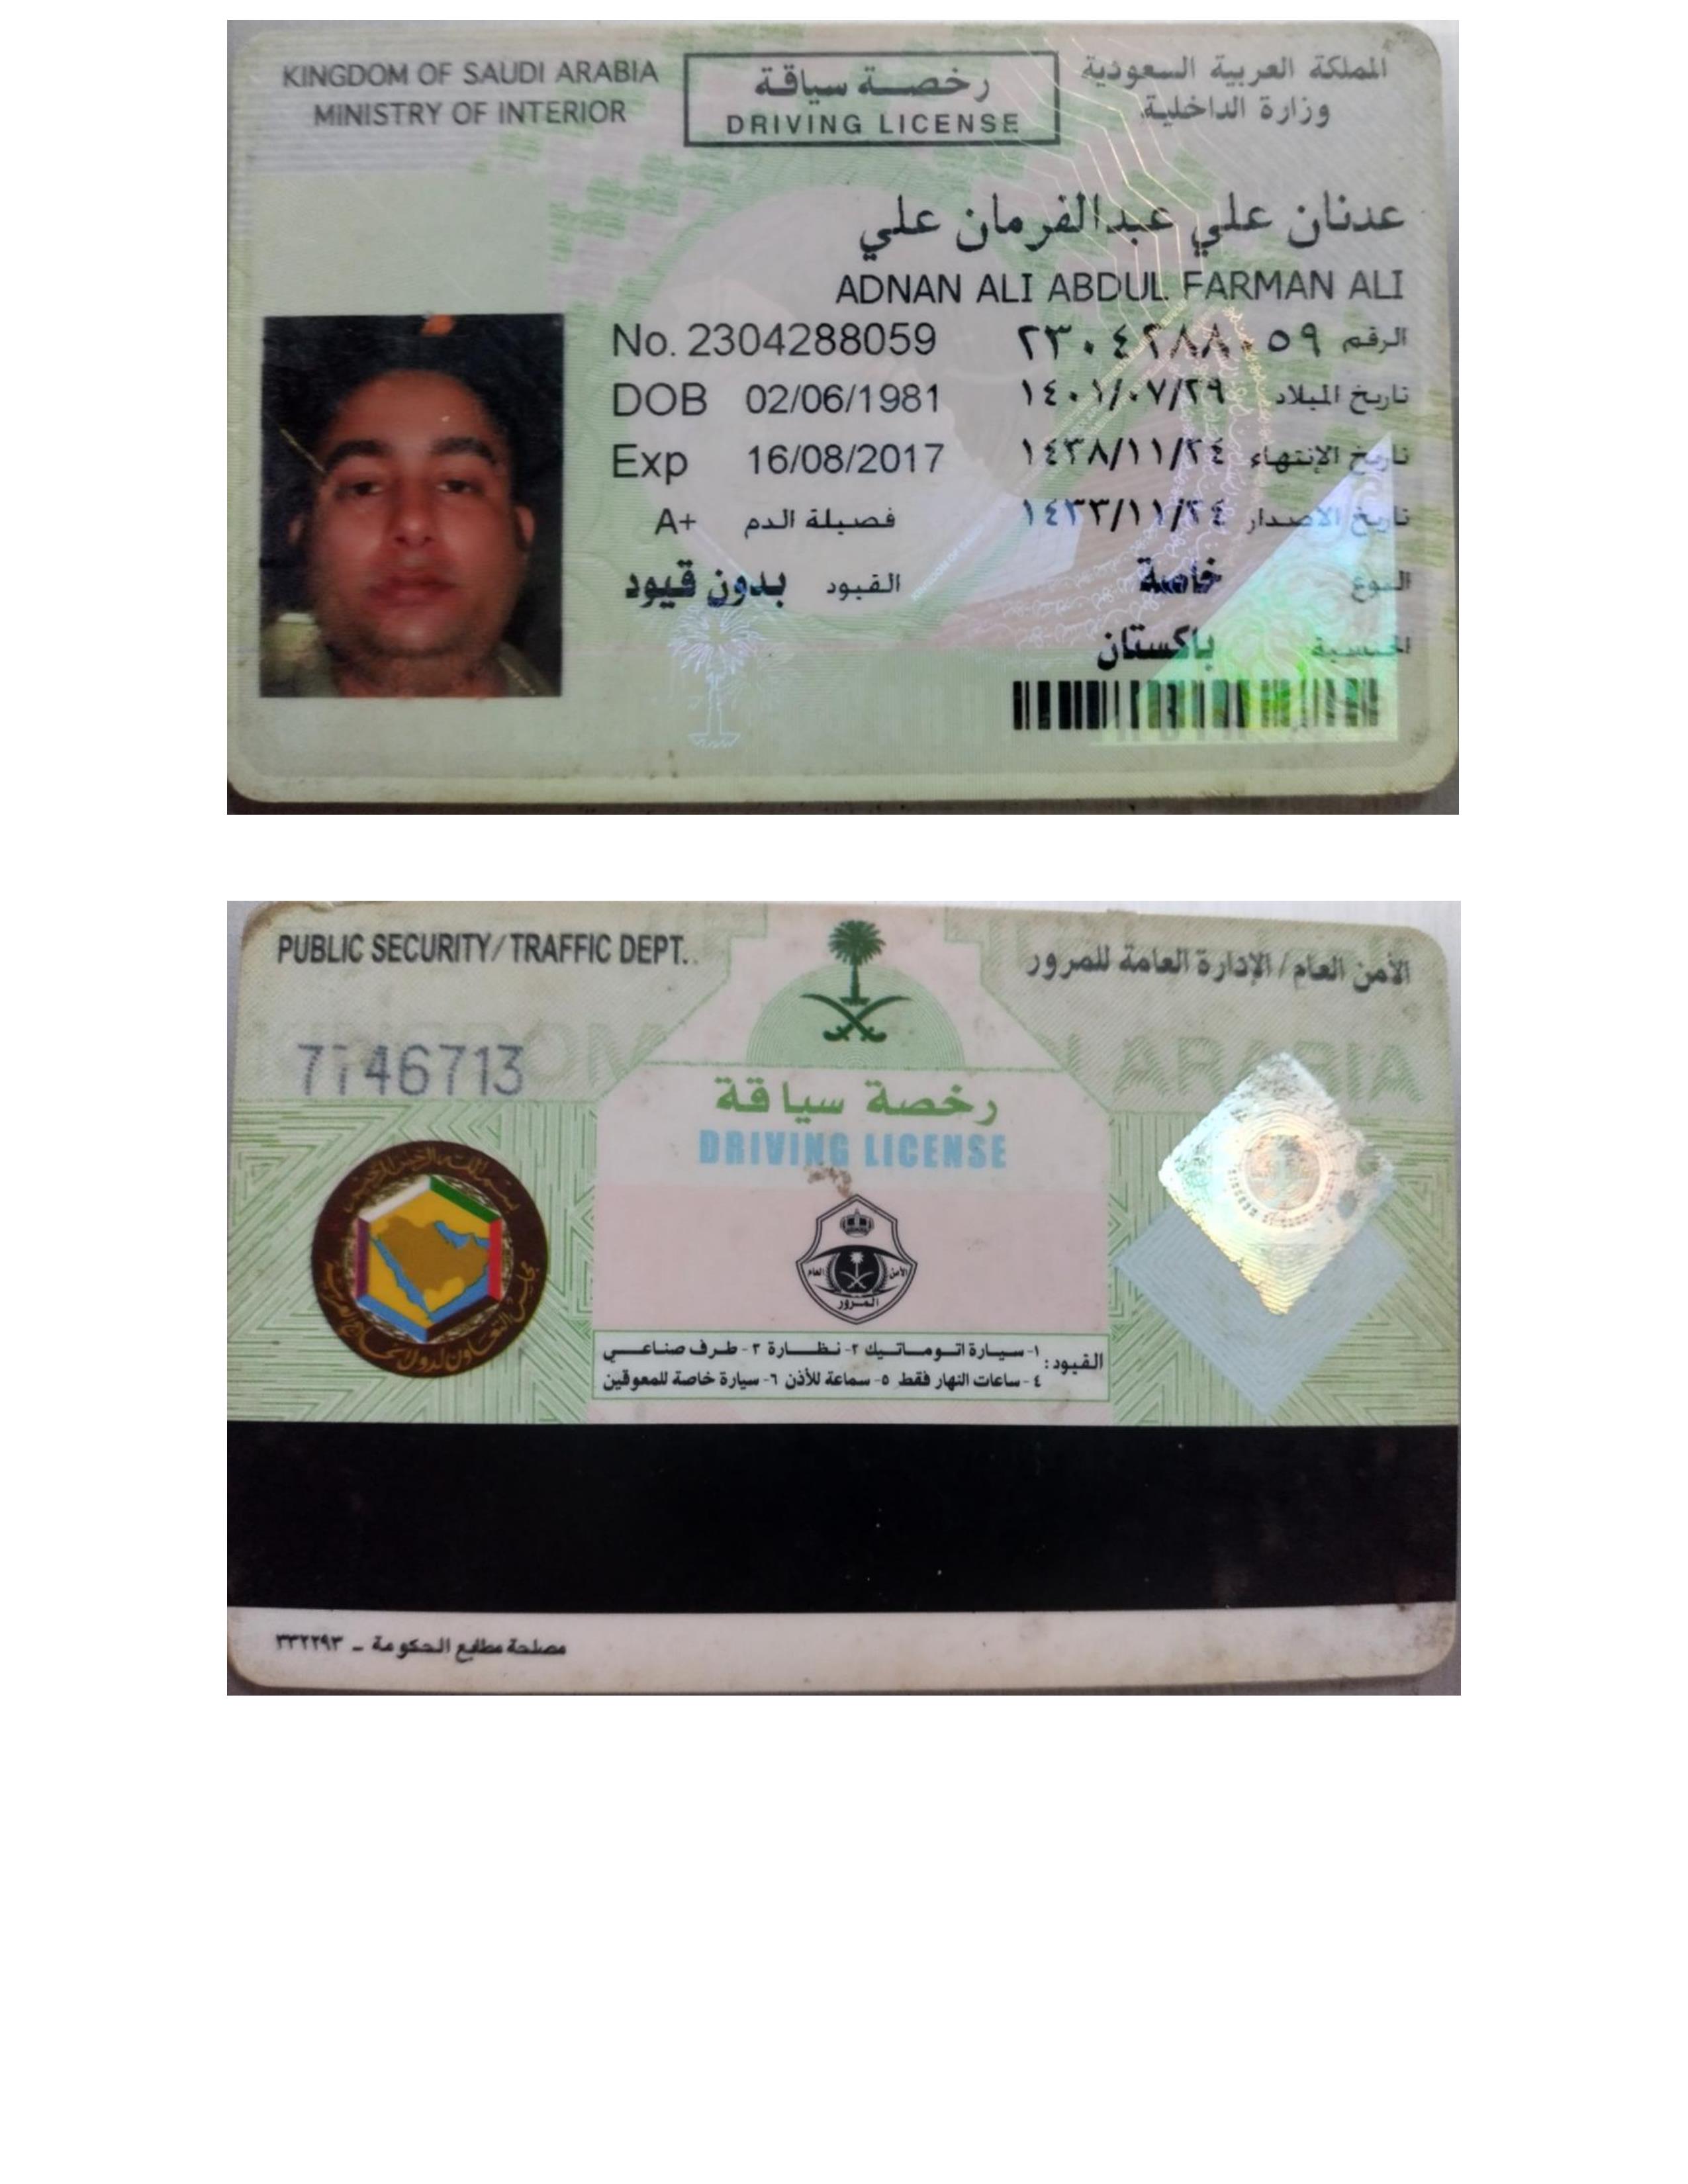 KINGDOM OF SAUDI ARABIA
MINISTRY OF INTERIOR
رخصة سياقة
DRIVING LICENSE
المملكة العربية السعودية
وزارة الداخلية
عدنان علي عبدالفرمان علي
ADNAN ALI ABDUL FARMAN ALI
No. 2304288059 الرقم ٢٣٠٤٢٨٨٠٥٩
DOB 02/06/1981 تاريخ الميلاد ١٤٠١/٠٧/٢٩
Exp 16/08/2017 تاريخ الإنتهاء ١٤٣٨/١١/٢٤
تاريخ الاصدار ١٤٣٣/١١/٢٤ فصيلة الدم A+
النوع خاصة القيود بدون قيود
الجنسية باكستان
PUBLIC SECURITY/TRAFFIC DEPT.
الأمن العام/الإدارة العامة للمرور
KINGDOM ARABIA
46713
رخصة سياقة
DRIVING LICENSE
الأمن العام
المرور
القيود: ١- سيارة اتوماتيك ٢- نظارة ٣- طرف صناعي
٤- ساعات النهار فقط ٥- سماعة للأذن ٦- سيارة خاصة للمعوقين
مصلحة مطابع الحكومة - ٣٣٢٢٩٣